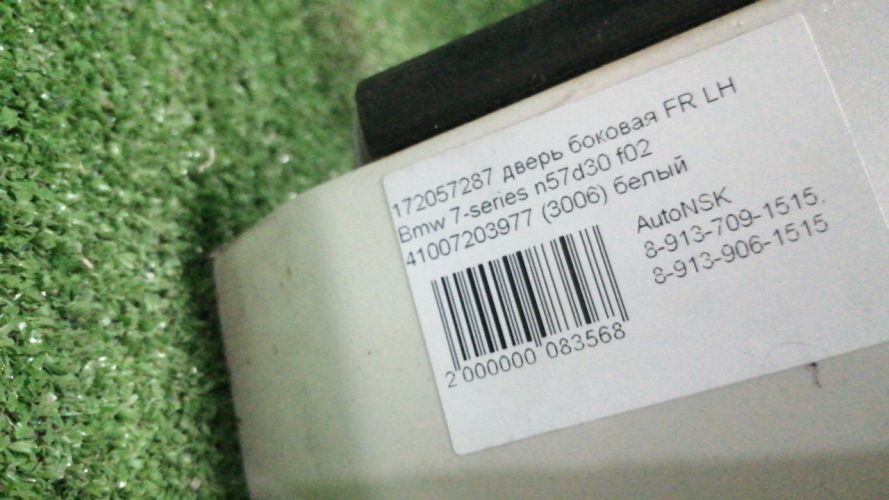 172057287 дверь боковая FR LH
Bmw 7-series n57d30 f02
41007203977 (3006) белый
AutoNSK
8-913-709-1515.
8-913-906-1515
2 000000 083568